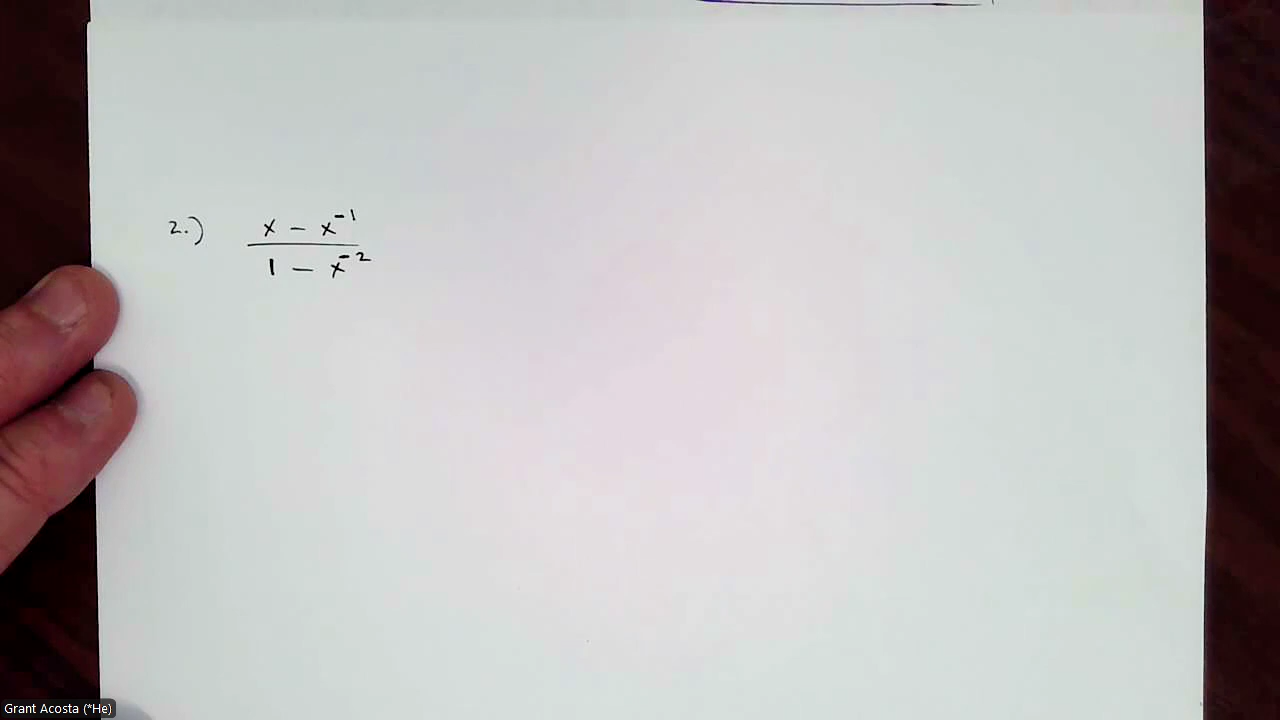 2.) x - x⁻¹
1 - x⁻²
Grant Acosta (*He)